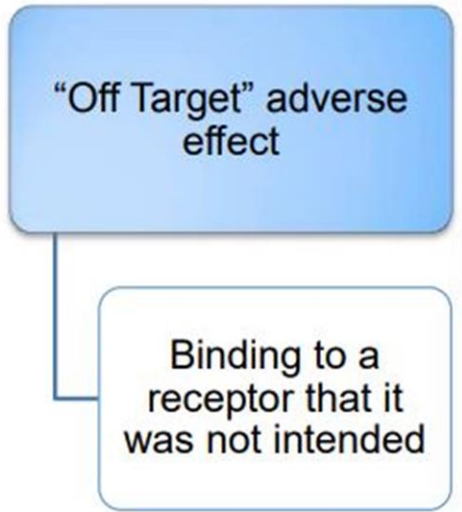 “Off Target” adverse
effect
Binding to a
receptor that it
was not intended